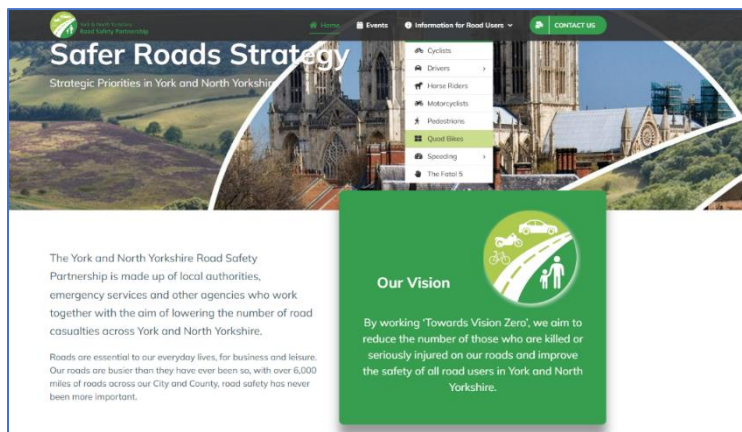 York & North Yorkshire
Road Safety Partnership
Home
Events
Information for Road Users
CONTACT US
Safer Roads Strategy
Strategic Priorities in York and North Yorkshire
Cyclists
Drivers
Horse Riders
Motorcyclists
Pedestrians
Quad Bikes
Speeding
The Fatal 5
The York and North Yorkshire Road Safety
Partnership is made up of local authorities,
emergency services and other agencies who work
together with the aim of lowering the number of road
casualties across York and North Yorkshire.
Roads are essential to our everyday lives, for business and leisure.
Our roads are busier than they have ever been so, with over 6,000
miles of roads across our City and County, road safety has never
been more important.
Our Vision
By working ‘Towards Vision Zero’, we aim to
reduce the number of those who are killed or
seriously injured on our roads and improve
the safety of all road users in York and North
Yorkshire.